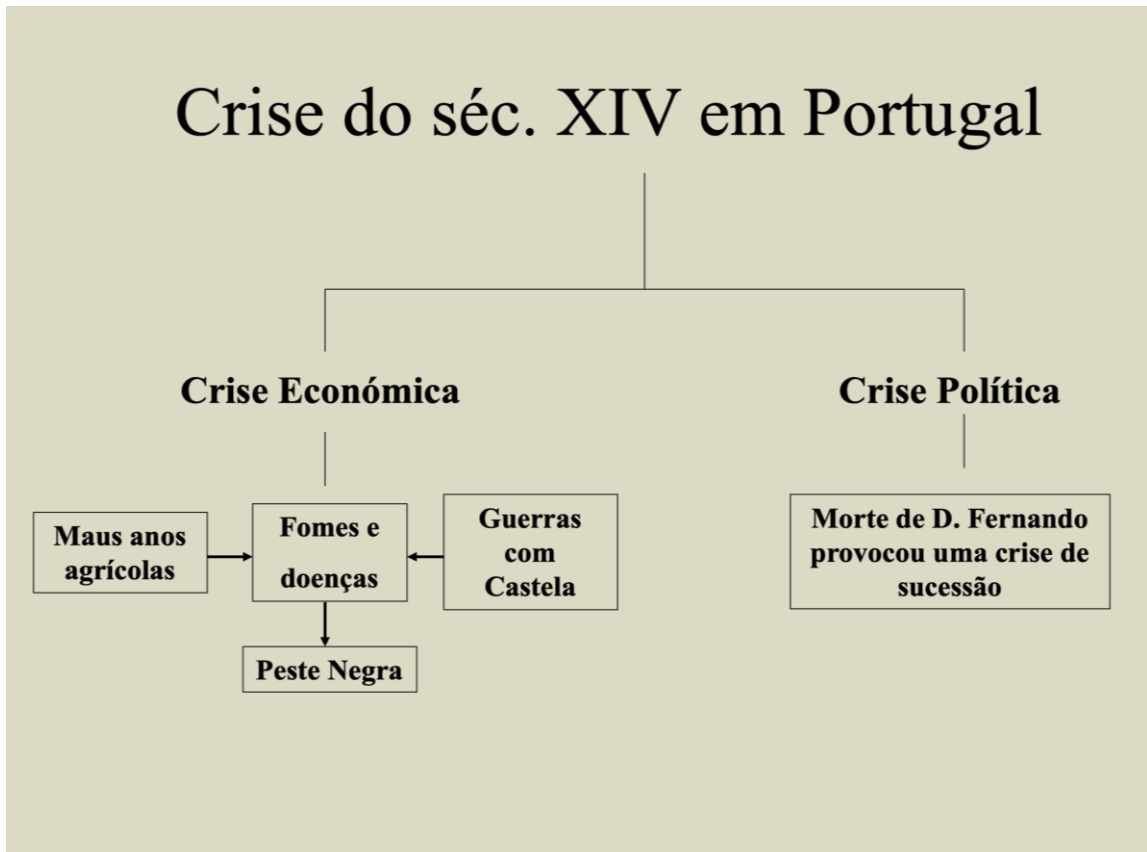 Crise do séc. XIV em Portugal
Crise Económica
Crise Política
Maus anos
agrícolas
Fomes e
doenças
Guerras
com
Castela
Peste Negra
Morte de D. Fernando
provocou uma crise de
sucessão